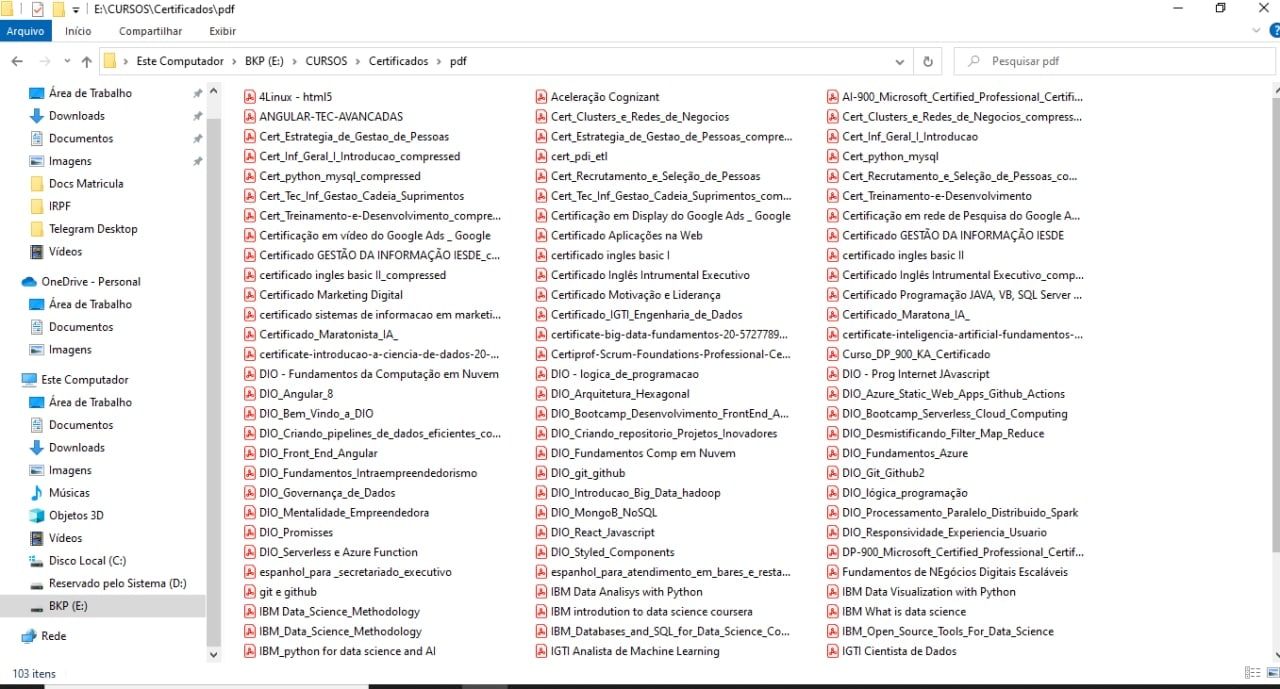 E:\CURSOS\Certificados\pdf
Arquivo Início Compartilhar Exibir
Este Computador BKP (E:) CURSOS Certificados pdf
Pesquisar pdf
Área de Trabalho
Downloads
Documentos
Imagens
Docs Matricula
IRPF
Telegram Desktop
Vídeos
OneDrive - Personal
Área de Trabalho
Documentos
Imagens
Este Computador
Área de Trabalho
Documentos
Downloads
Imagens
Músicas
Objetos 3D
Vídeos
Disco Local (C:)
Reservado pelo Sistema (D:)
BKP (E:)
Rede
4Linux - html5 Aceleração Cognizant AI-900_Microsoft_Certified_Professional_Certifi...
ANGULAR-TEC-AVANCADAS Cert_Clusters_e_Redes_de_Negocios Cert_Clusters_e_Redes_de_Negocios_compress...
Cert_Estrategia_de_Gestao_de_Pessoas Cert_Estrategia_de_Gestao_de_Pessoas_compre... Cert_Inf_Geral_I_Introducao
Cert_Inf_Geral_I_Introducao_compressed cert_pdi_etl Cert_python_mysql
Cert_python_mysql_compressed Cert_Recrutamento_e_Seleção_de_Pessoas Cert_Recrutamento_e_Seleção_de_Pessoas_co...
Cert_Tec_Inf_Gestao_Cadeia_Suprimentos Cert_Tec_Inf_Gestao_Cadeia_Suprimentos_com... Cert_Treinamento-e-Desenvolvimento
Cert_Treinamento-e-Desenvolvimento_compre... Certificação em Display do Google Ads _ Google Certificação em rede de Pesquisa do Google A...
Certificação em vídeo do Google Ads _ Google Certificado Aplicações na Web Certificado GESTÃO DA INFORMAÇÃO IESDE
Certificado GESTÃO DA INFORMAÇÃO IESDE_c... certificado ingles basic I certificado ingles basic II
certificado ingles basic II_compressed Certificado Inglês Intrumental Executivo Certificado Inglês Intrumental Executivo_comp...
Certificado Marketing Digital Certificado Motivação e Liderança Certificado Programação JAVA, VB, SQL Server ...
certificado sistemas de informacao em marketi... Certificado_IGTI_Engenharia_de_Dados Certificado_Maratona_IA_
Certificado_Maratonista_IA_ certificate-big-data-fundamentos-20-5727789... certificate-inteligencia-artificial-fundamentos-...
certificate-introducao-a-ciencia-de-dados-20-... Certiprof-Scrum-Foundations-Professional-Ce... Curso_DP_900_KA_Certificado
DIO - Fundamentos da Computação em Nuvem DIO - logica_de_programacao DIO - Prog Internet JAvascript
DIO_Angular_8 DIO_Arquitetura_Hexagonal DIO_Azure_Static_Web_Apps_Github_Actions
DIO_Bem_Vindo_a_DIO DIO_Bootcamp_Desenvolvimento_FrontEnd_A... DIO_Bootcamp_Serverless_Cloud_Computing
DIO_Criando_pipelines_de_dados_eficientes_co... DIO_Criando_repositorio_Projetos_Inovadores DIO_Desmistificando_Filter_Map_Reduce
DIO_Front_End_Angular DIO_Fundamentos Comp em Nuvem DIO_Fundamentos_Azure
DIO_Fundamentos_Intraempreendedorismo DIO_git_github DIO_Git_Github2
DIO_Governança_de_Dados DIO_Introducao_Big_Data_hadoop DIO_lógica_programação
DIO_Mentalidade_Empreendedora DIO_MongoB_NoSQL DIO_Processamento_Paralelo_Distribuido_Spark
DIO_Promisses DIO_React_Javascript DIO_Responsividade_Experiencia_Usuario
DIO_Serverless e Azure Function DIO_Styled_Components DP-900_Microsoft_Certified_Professional_Certif...
espanhol_para _secretariado_executivo espanhol_para_atendimento_em_bares_e_resta... Fundamentos de NEgócios Digitais Escaláveis
git e github IBM Data Analisys with Python IBM Data Visualization with Python
IBM Data_Science_Methodology IBM introdution to data science coursera IBM What is data science
IBM_Data_Science_Methodology IBM_Databases_and_SQL_for_Data_Science_Co... IBM_Open_Source_Tools_For_Data_Science
IBM_python for data science and AI IGTI Analista de Machine Learning IGTI Cientista de Dados
103 itens